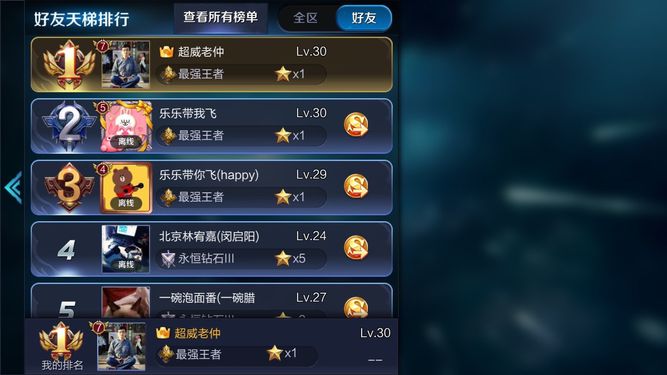 好友天梯排行 查看所有榜单 全区 好友
1 7 超威老仲 Lv.30
最强王者 x1
2 5 乐乐带我飞 Lv.30
离线 最强王者 x1
3 4 乐乐带你飞(happy) Lv.29
离线 最强王者 x1
4 北京林宥嘉(闵启阳) Lv.24
离线 永恒钻石III x5
5 一碗泡面番(一碗腊 Lv.27
1 7 超威老仲 Lv.30
我的排名 最强王者 x1 --